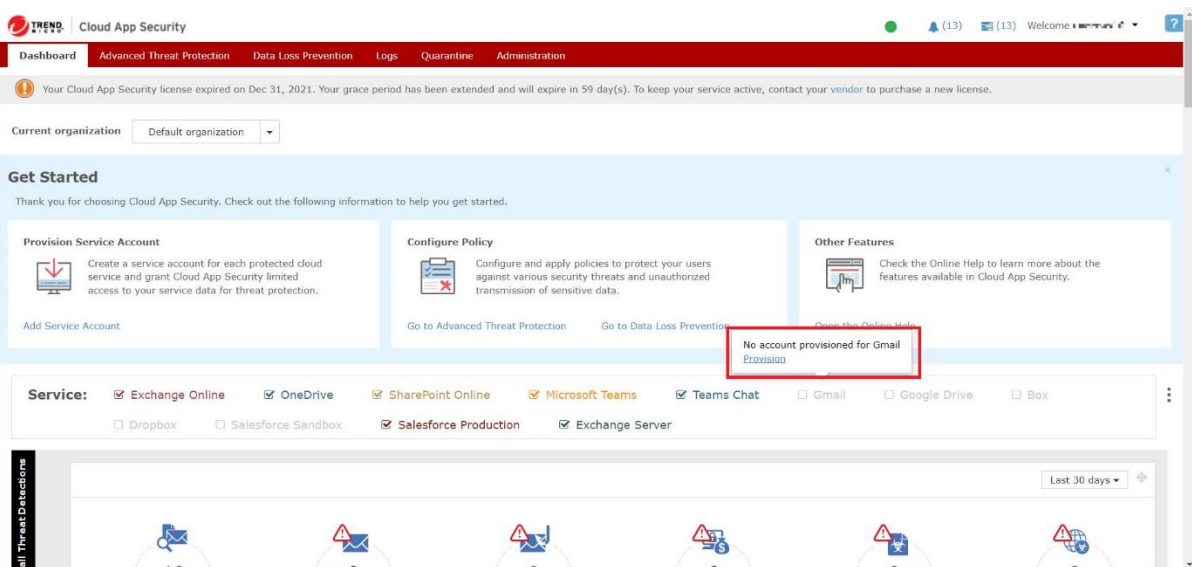 TREND MICRO Cloud App Security (13) (13) Welcome ?
Dashboard Advanced Threat Protection Data Loss Prevention Logs Quarantine Administration
Your Cloud App Security license expired on Dec 31, 2021. Your grace period has been extended and will expire in 59 day(s). To keep your service active, contact your vendor to purchase a new license.
Current organization Default organization
Get Started
Thank you for choosing Cloud App Security. Check out the following information to help you get started.
Provision Service Account
Create a service account for each protected cloud
service and grant Cloud App Security limited
access to your service data for threat protection.
Add Service Account
Configure Policy
Configure and apply policies to protect your users
against various security threats and unauthorized
transmission of sensitive data.
Go to Advanced Threat Protection Go to Data Loss Prevention
Other Features
Check the Online Help to learn more about the
features available in Cloud App Security.
Open the Online Help
No account provisioned for Gmail
Provision
Service: Exchange Online OneDrive SharePoint Online Microsoft Teams Teams Chat Gmail Google Drive Box
Dropbox Salesforce Sandbox Salesforce Production Exchange Server
Threat Detections
Last 30 days